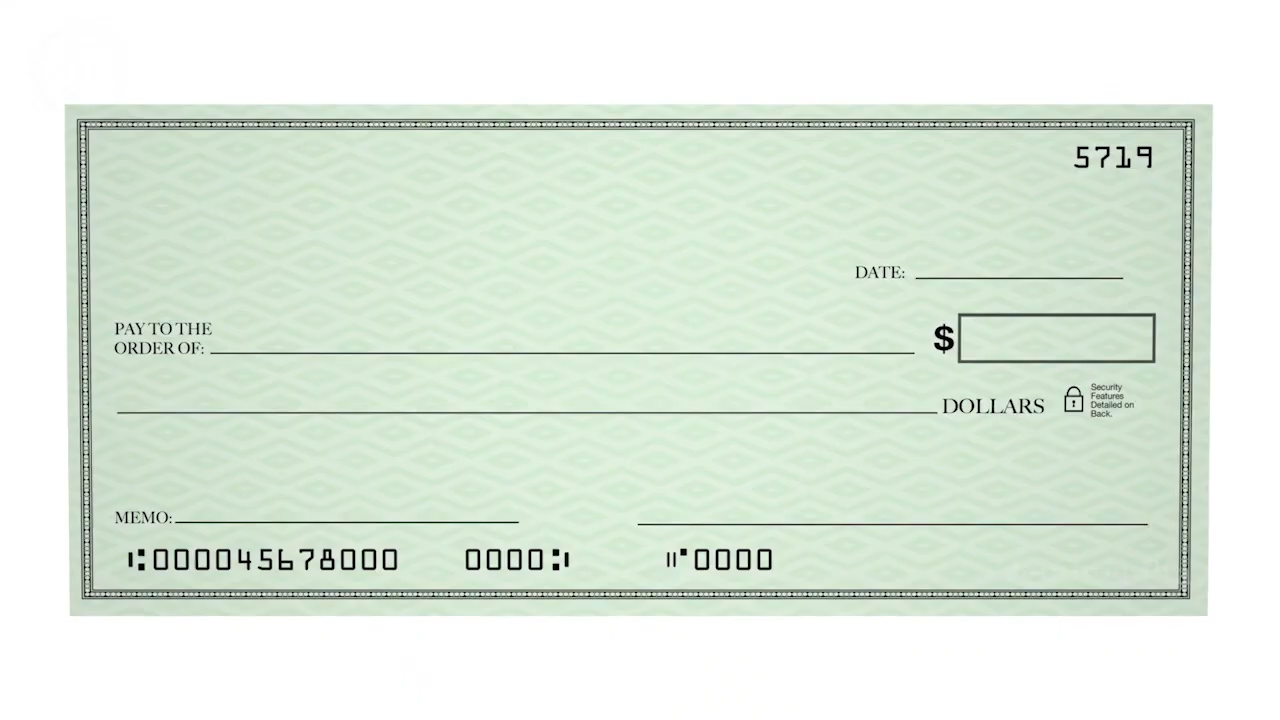 5719
DATE:
PAY TO THE
ORDER OF:
$
DOLLARS
Security
Features
Detailed on
Back.
MEMO:
⑆000045678000 0000⑆ ⑈0000